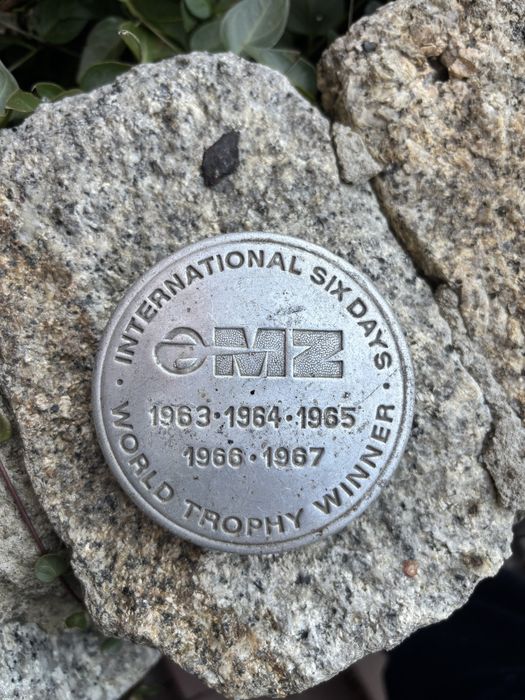 · INTERNATIONAL SIX DAYS ·
MZ
1963·1964·1965
1966·1967
WORLD TROPHY WINNER